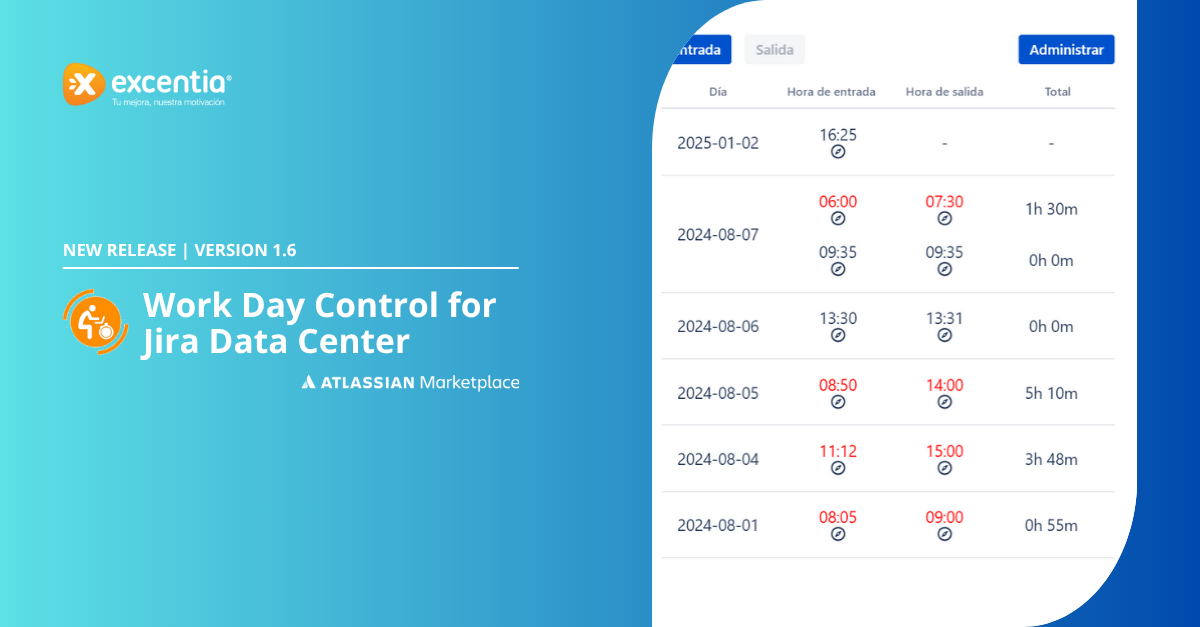 excentia®
Tu mejora, nuestra motivación
NEW RELEASE | VERSION 1.6
Work Day Control for
Jira Data Center
ATLASSIAN Marketplace
ntrada Salida Administrar
Día Hora de entrada Hora de salida Total
2025-01-02 16:25 - -
2024-08-07 06:00 07:30 1h 30m
09:35 09:35 0h 0m
2024-08-06 13:30 13:31 0h 0m
2024-08-05 08:50 14:00 5h 10m
2024-08-04 11:12 15:00 3h 48m
2024-08-01 08:05 09:00 0h 55m